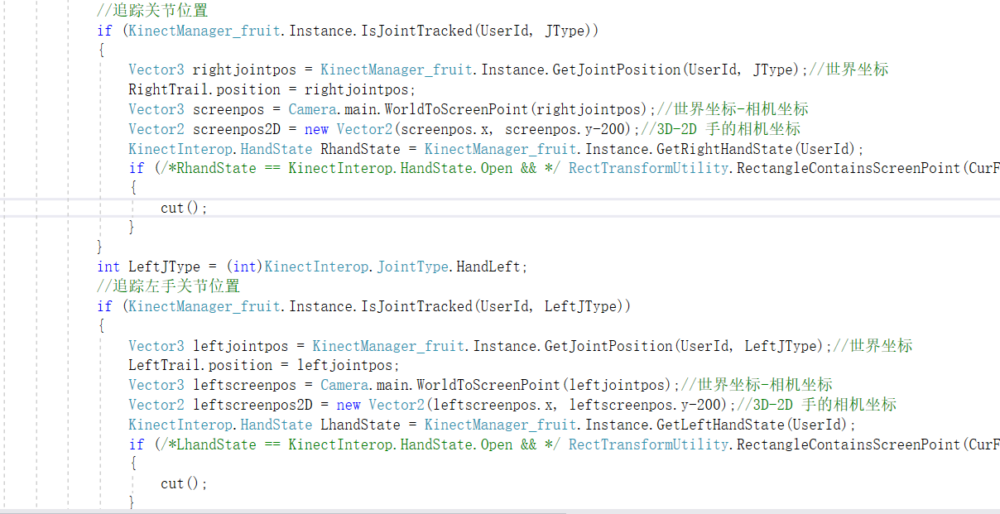 //追踪关节位置
if (KinectManager_fruit.Instance.IsJointTracked(UserId, JType))
{
Vector3 rightjointpos = KinectManager_fruit.Instance.GetJointPosition(UserId, JType);//世界坐标
RightTrail.position = rightjointpos;
Vector3 screenpos = Camera.main.WorldToScreenPoint(rightjointpos);//世界坐标-相机坐标
Vector2 screenpos2D = new Vector2(screenpos.x, screenpos.y-200);//3D-2D 手的相机坐标
KinectInterop.HandState RhandState = KinectManager_fruit.Instance.GetRightHandState(UserId);
if (/*RhandState == KinectInterop.HandState.Open && */ RectTransformUtility.RectangleContainsScreenPoint(CurF
{
cut();
}
}
int LeftJType = (int)KinectInterop.JointType.HandLeft;
//追踪左手关节位置
if (KinectManager_fruit.Instance.IsJointTracked(UserId, LeftJType))
{
Vector3 leftjointpos = KinectManager_fruit.Instance.GetJointPosition(UserId, LeftJType);//世界坐标
LeftTrail.position = leftjointpos;
Vector3 leftscreenpos = Camera.main.WorldToScreenPoint(leftjointpos);//世界坐标-相机坐标
Vector2 leftscreenpos2D = new Vector2(leftscreenpos.x, leftscreenpos.y-200);//3D-2D 手的相机坐标
KinectInterop.HandState LhandState = KinectManager_fruit.Instance.GetLeftHandState(UserId);
if (/*LhandState == KinectInterop.HandState.Open && */ RectTransformUtility.RectangleContainsScreenPoint(CurF
{
cut();
}